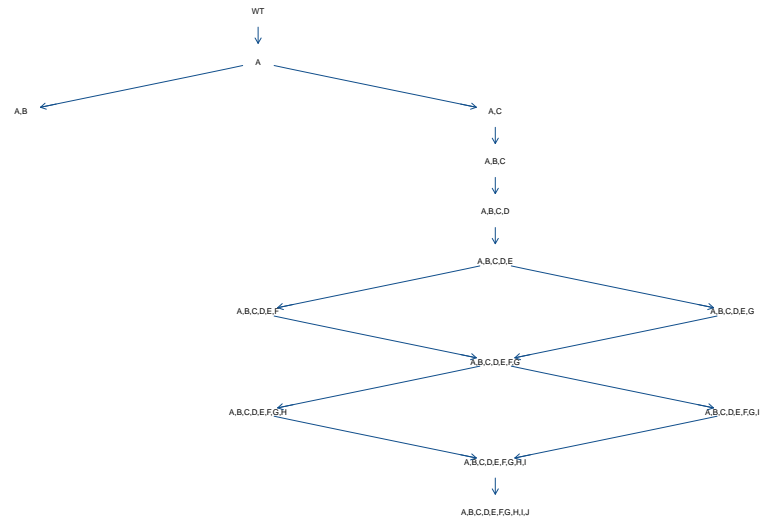 WT
A
A,B
A,C
A,B,C
A,B,C,D
A,B,C,D,E
A,B,C,D,E,F
A,B,C,D,E,G
A,B,C,D,E,F,G
A,B,C,D,E,F,G,H
A,B,C,D,E,F,G,I
A,B,C,D,E,F,G,H,I
A,B,C,D,E,F,G,H,I,J